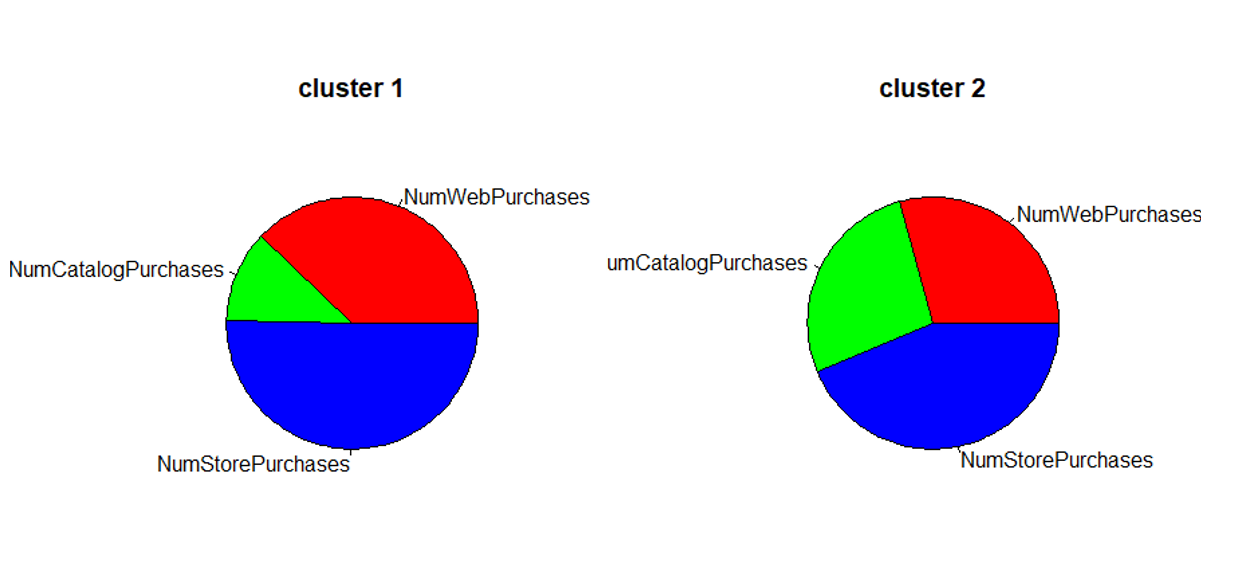 cluster 1
NumWebPurchases
NumCatalogPurchases
NumStorePurchases
cluster 2
NumWebPurchases
umCatalogPurchases
NumStorePurchases